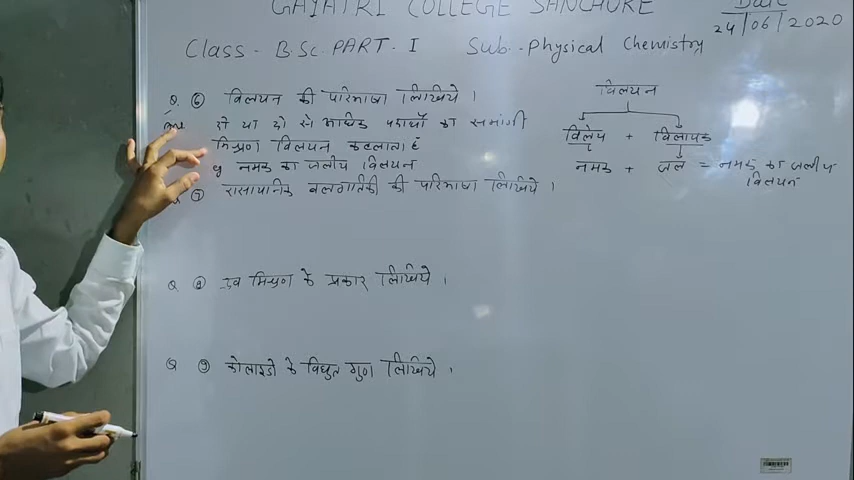 GAYATRI COLLEGE SANCHORE
Date
24/06/2020
Class - B.Sc. PART - I Sub. - Physical Chemistry
Q. ⑥ विलयन की परिभाषा लिखिये ।
दो या दो से अधिक पदार्थों का समांगी
मिश्रण विलयन कहलाता है
eg नमक का जलीय विलयन
विलयन
विलेय + विलायक
नमक + जल = नमक का जलीय
विलयन
Q ⑦ रासायनिक बलगतिकी की परिभाषा लिखिये ।
Q ⑧ द्रव मिश्रण के प्रकार लिखिये ।
Q ⑨ कोलाइडो के विधुत गुण लिखिये ।